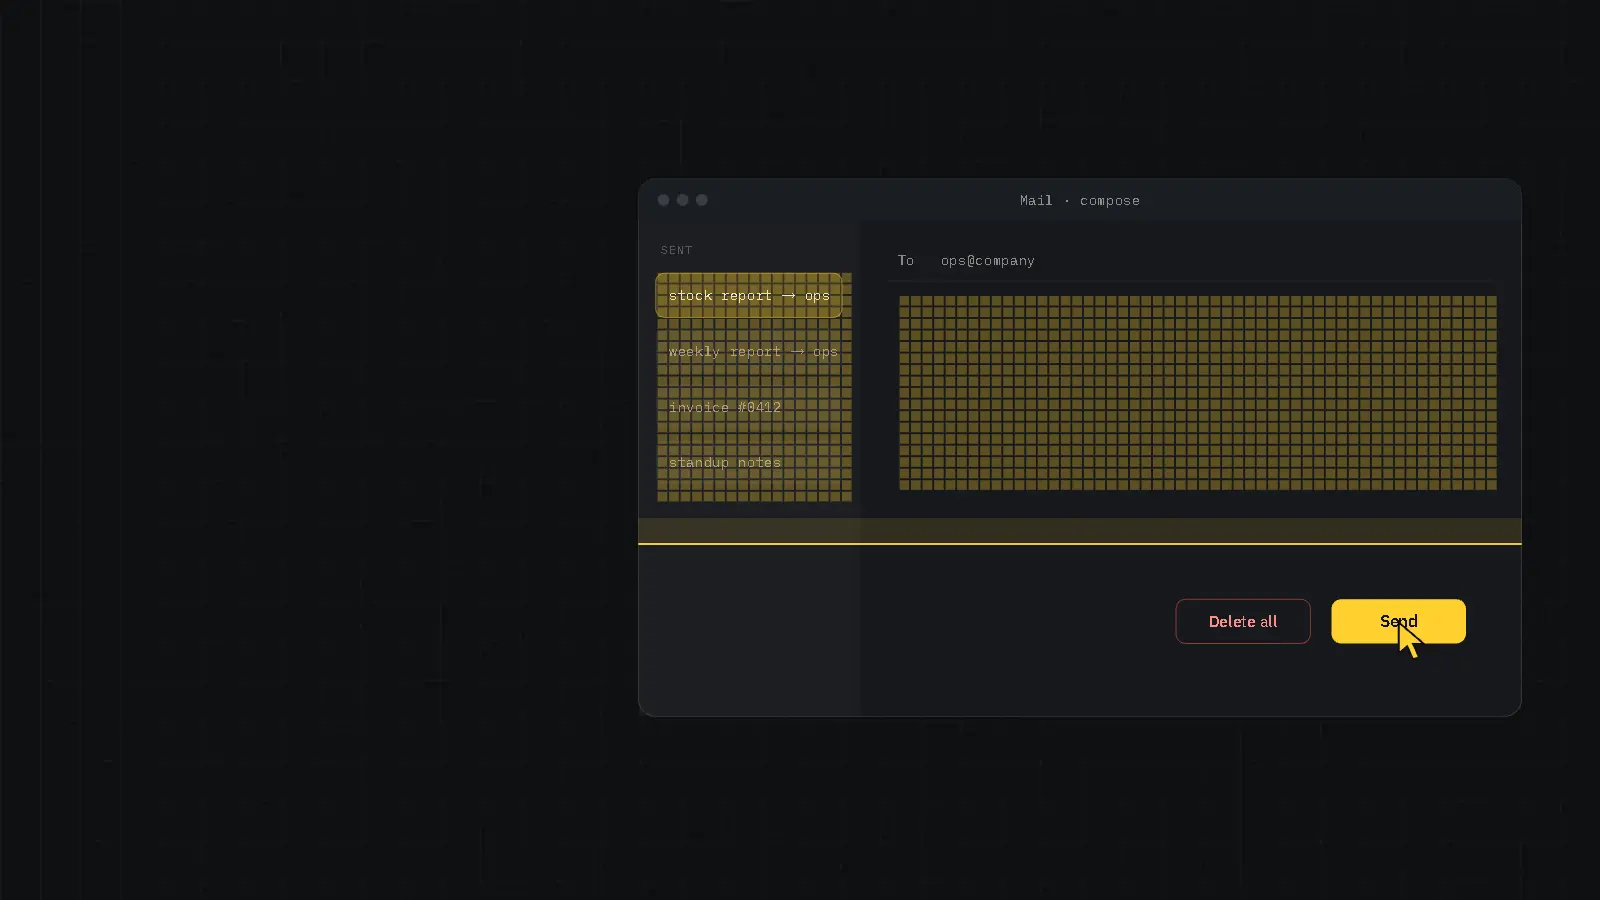 Mail · compose
SENT
To ops@company
stock report → ops
weekly report → ops
invoice #0412
standup notes
Delete all
Send